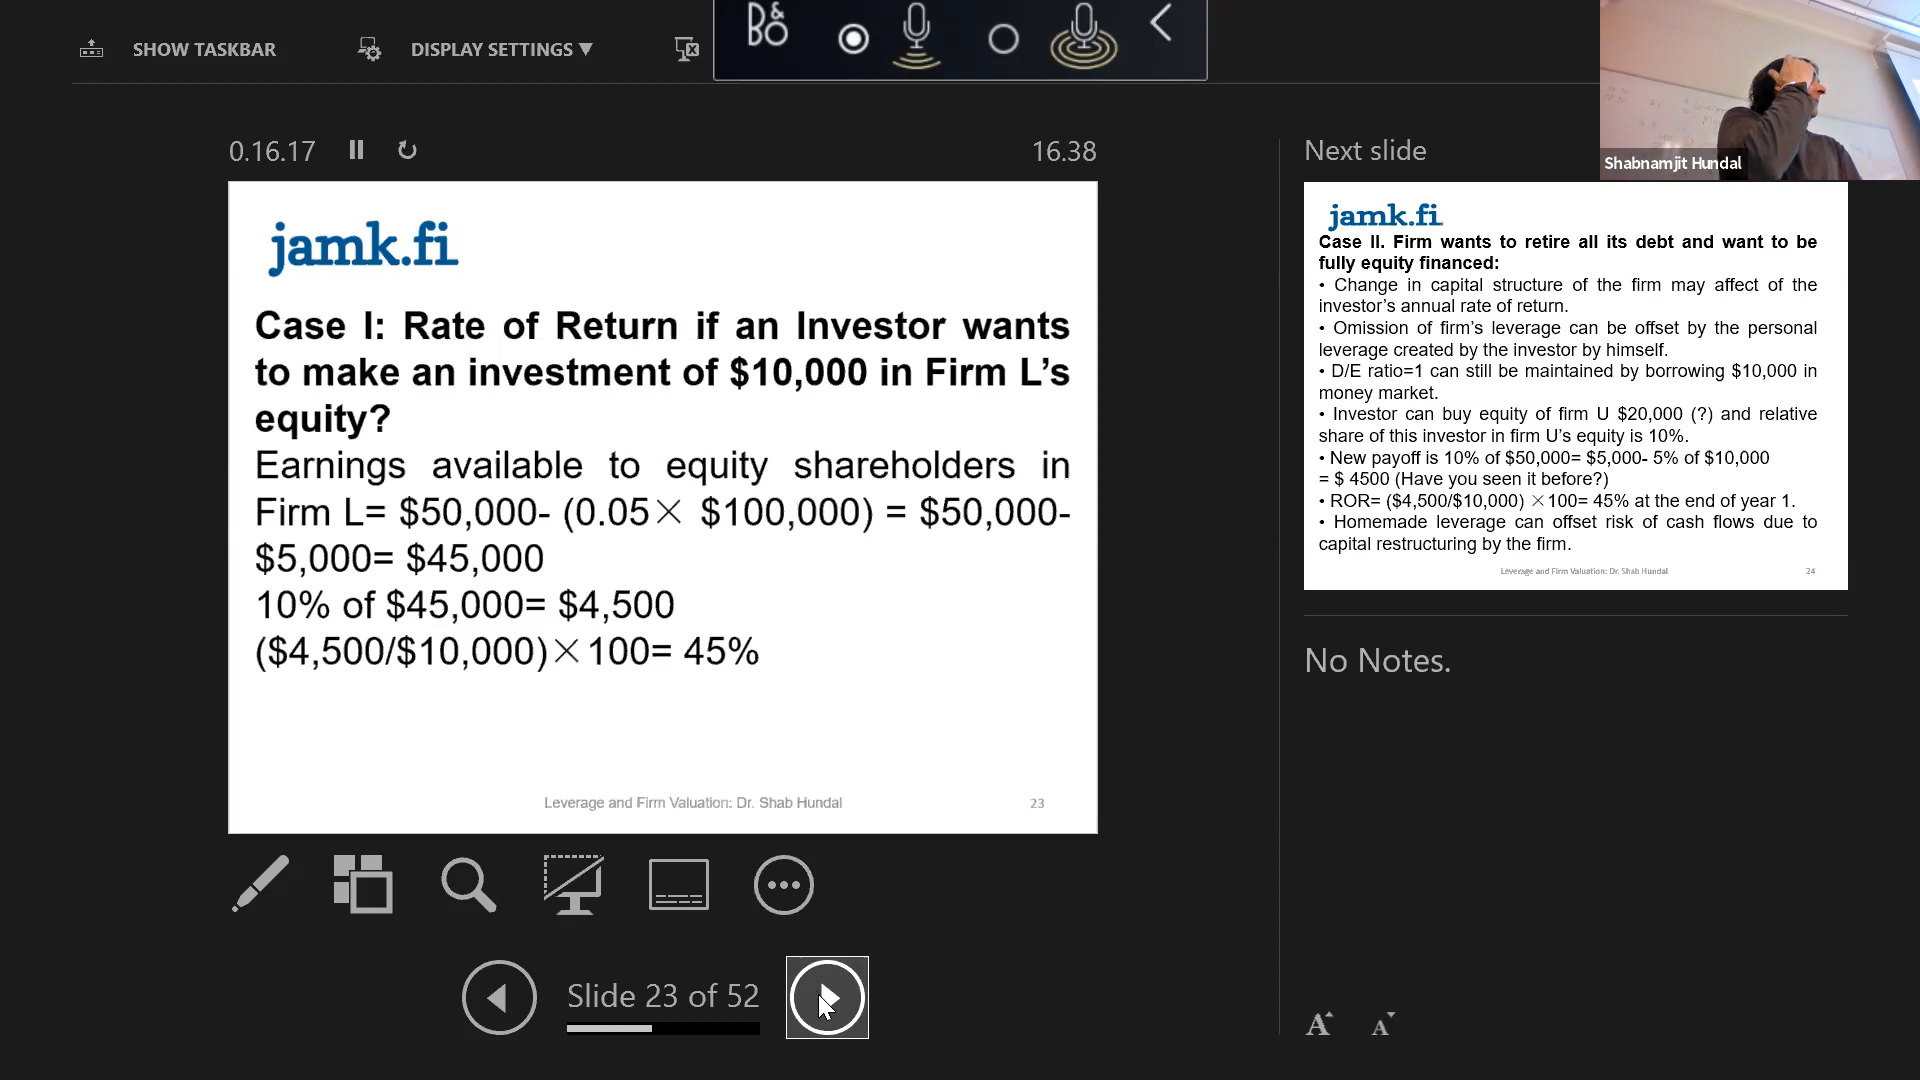 SHOW TASKBAR
DISPLAY SETTINGS ▼
B&O
Shabnamjit Hundal
0.16.17
16.38
jamk.fi
Case I: Rate of Return if an Investor wants
to make an investment of $10,000 in Firm L’s
equity?
Earnings available to equity shareholders in
Firm L= $50,000- (0.05× $100,000) = $50,000-
$5,000= $45,000
10% of $45,000= $4,500
($4,500/$10,000)×100= 45%
Leverage and Firm Valuation: Dr. Shab Hundal
23
Slide 23 of 52
Next slide
jamk.fi
Case II. Firm wants to retire all its debt and want to be
fully equity financed:
• Change in capital structure of the firm may affect of the
investor’s annual rate of return.
• Omission of firm’s leverage can be offset by the personal
leverage created by the investor by himself.
• D/E ratio=1 can still be maintained by borrowing $10,000 in
money market.
• Investor can buy equity of firm U $20,000 (?) and relative
share of this investor in firm U’s equity is 10%.
• New payoff is 10% of $50,000= $5,000- 5% of $10,000
= $ 4500 (Have you seen it before?)
• ROR= ($4,500/$10,000) ×100= 45% at the end of year 1.
• Homemade leverage can offset risk of cash flows due to
capital restructuring by the firm.
Leverage and Firm Valuation: Dr. Shab Hundal
24
No Notes.
A A